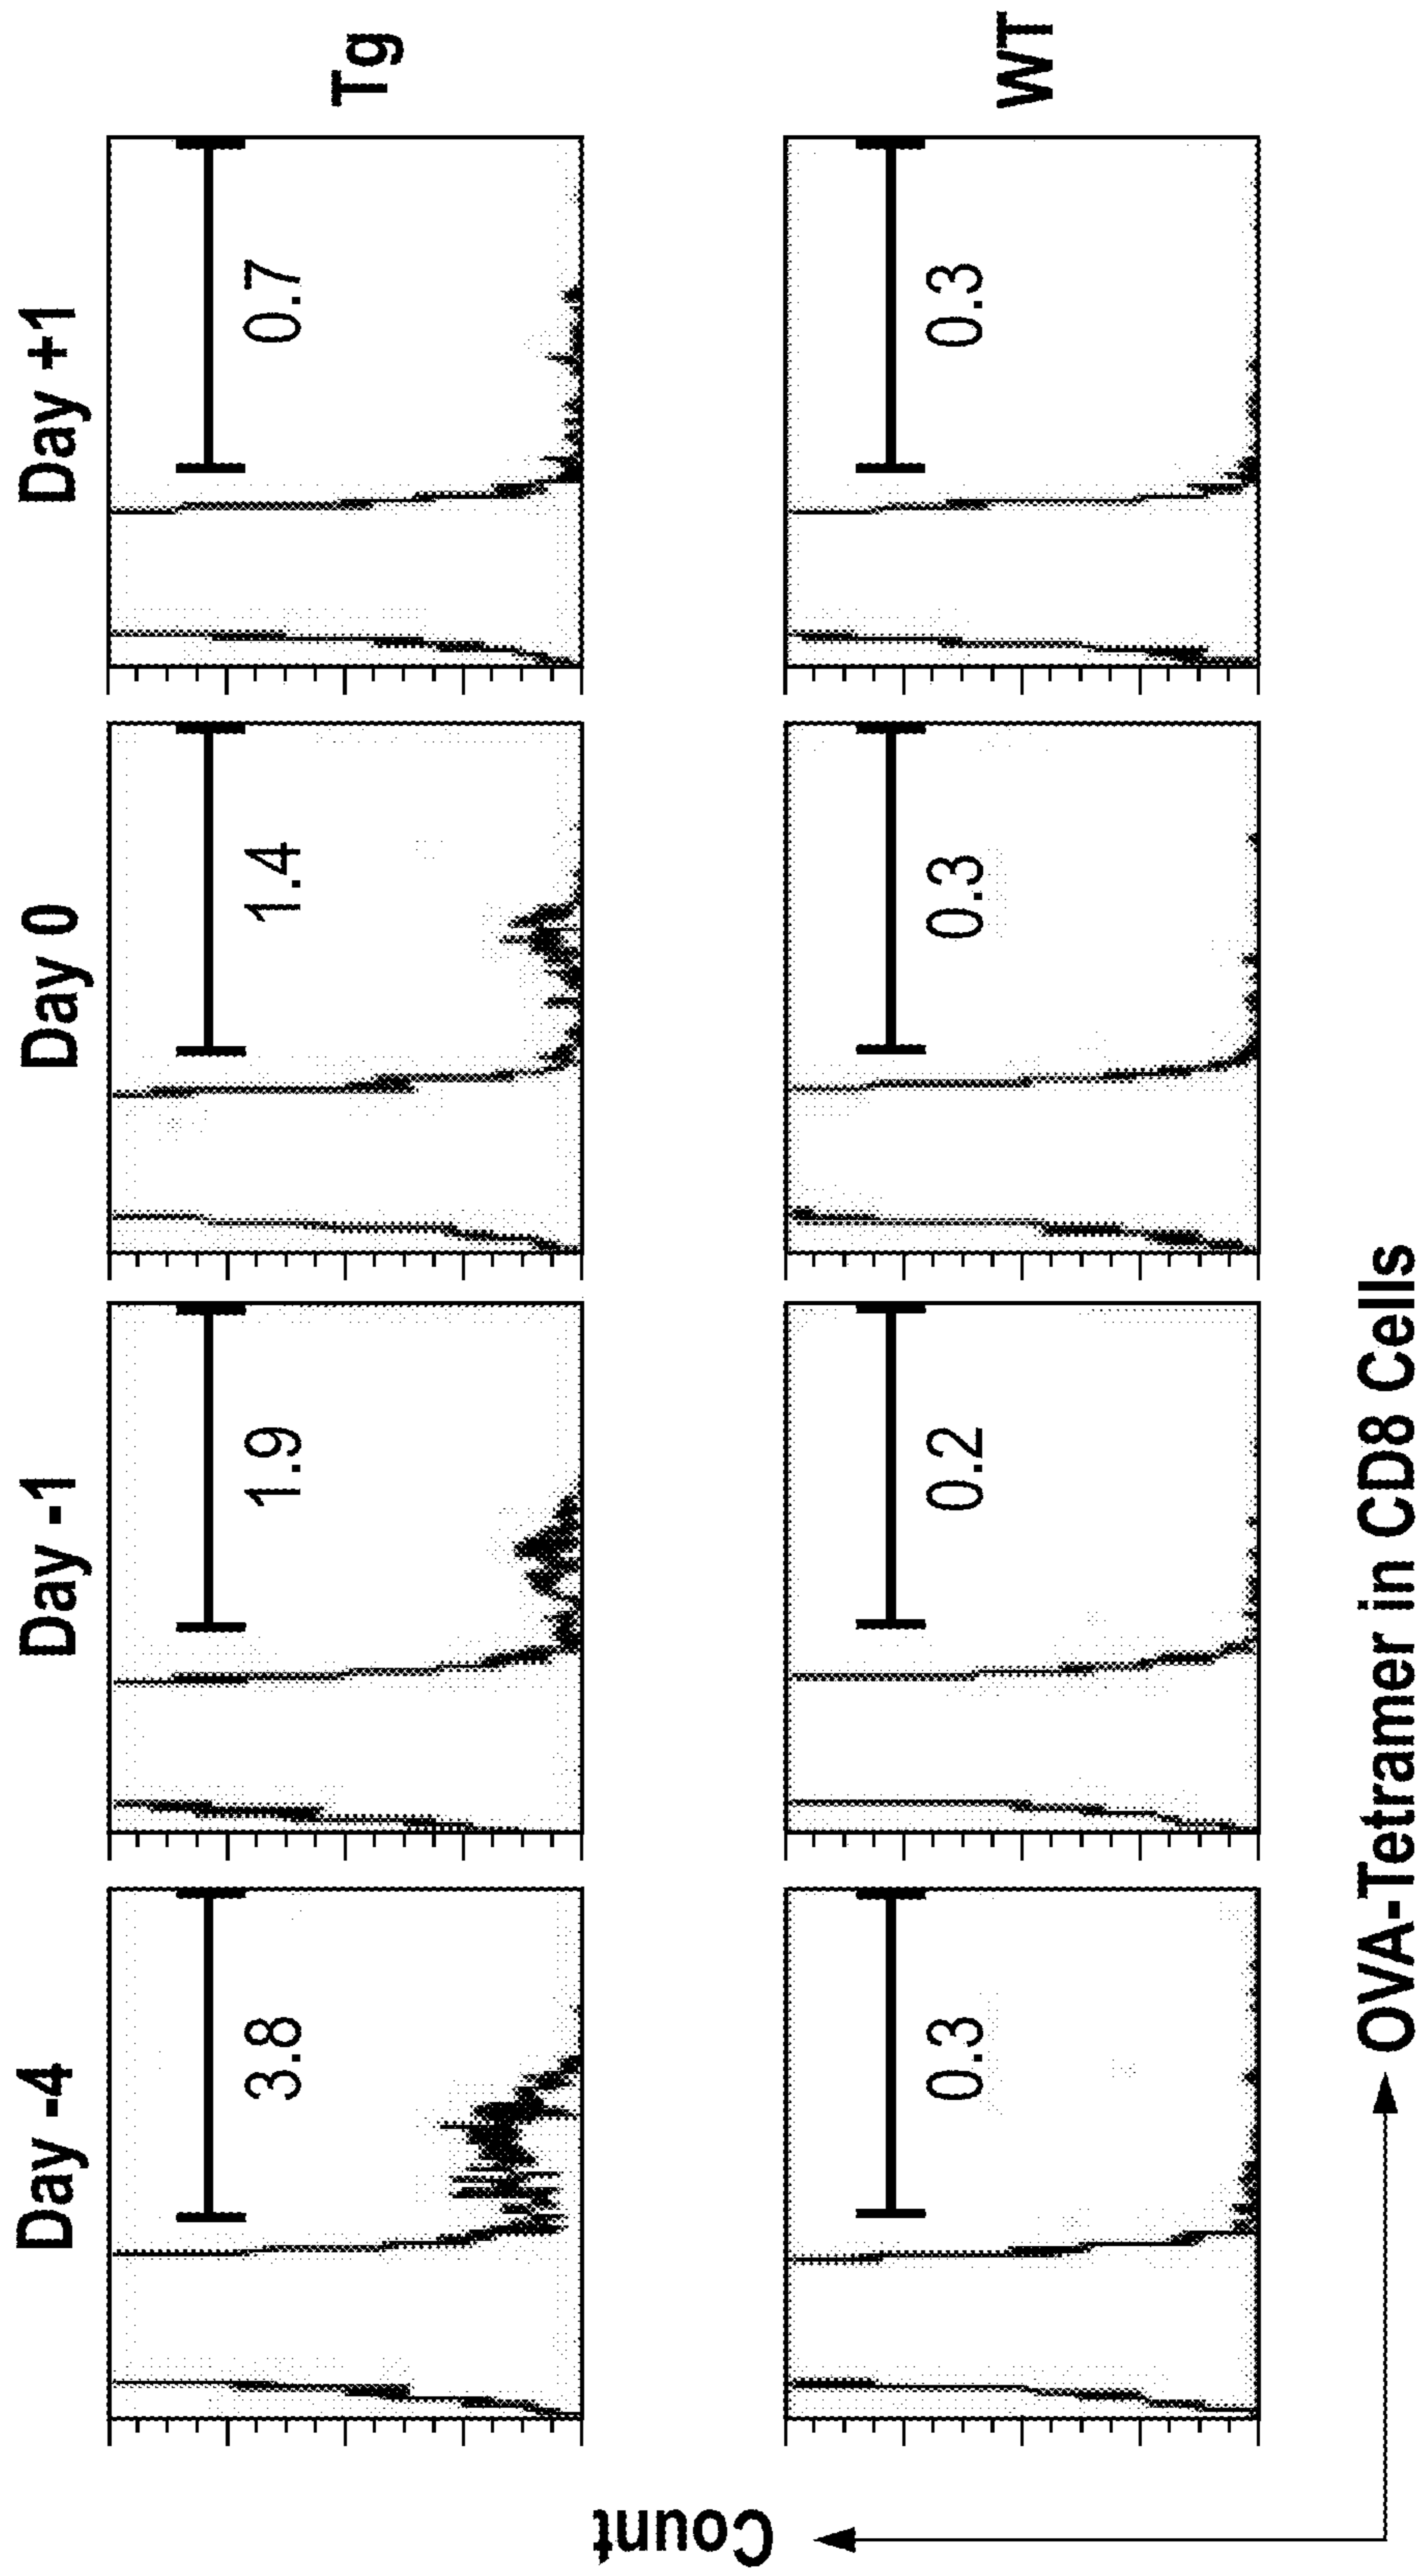 Day -4 Day -1 Day 0 Day +1
3.8 1.9 1.4 0.7 Tg
0.3 0.2 0.3 0.3 WT
Count
OVA-Tetramer in CD8 Cells